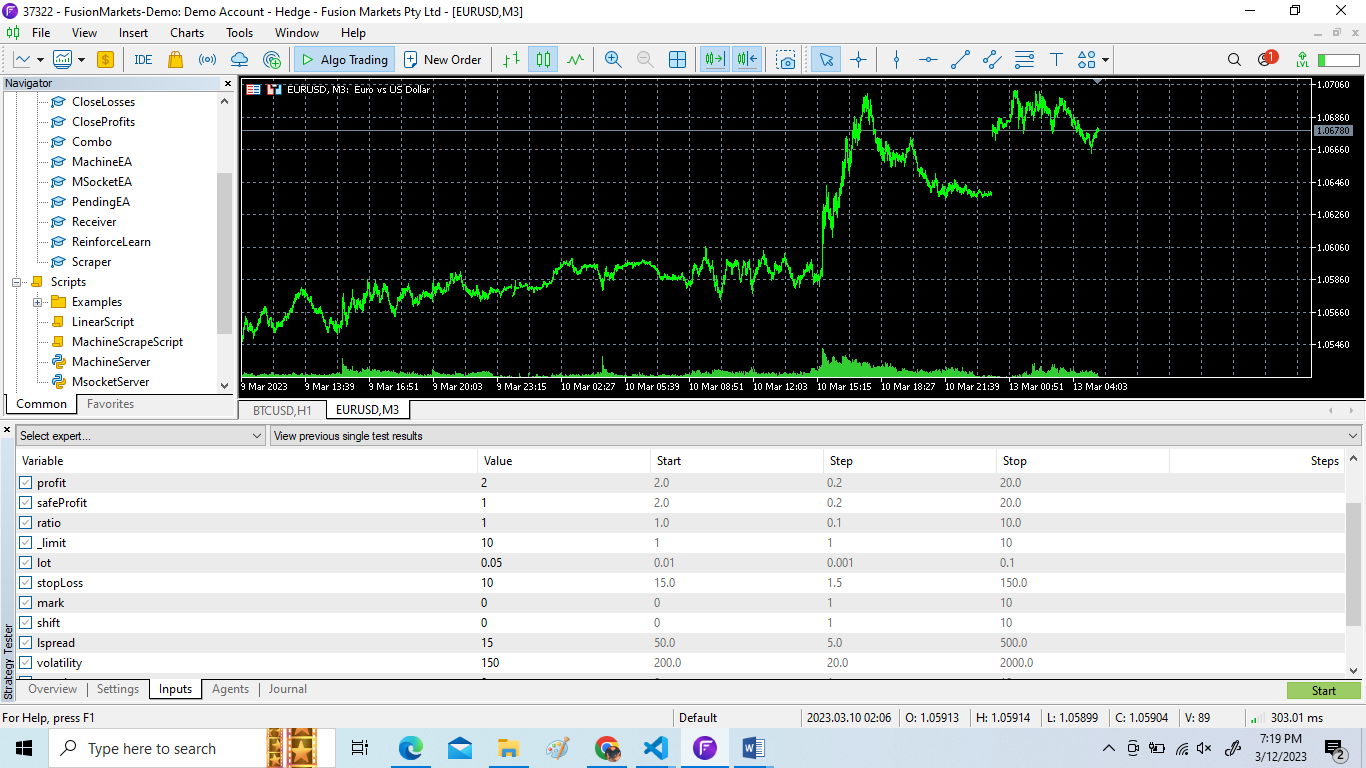 37322 - FusionMarkets-Demo: Demo Account - Hedge - Fusion Markets Pty Ltd - [EURUSD,M3]
File View Insert Charts Tools Window Help
IDE Algo Trading New Order 1 LVL
Navigator
CloseLosses
CloseProfits
Combo
MachineEA
MSocketEA
PendingEA
Receiver
ReinforceLearn
Scraper
Scripts
Examples
LinearScript
MachineScrapeScript
MachineServer
MsocketServer
Common Favorites
EURUSD, M3: Euro vs US Dollar
1.07060
1.06860
1.06780
1.06660
1.06460
1.06260
1.06060
1.05860
1.05660
1.05460
9 Mar 2023 9 Mar 13:39 9 Mar 16:51 9 Mar 20:03 9 Mar 23:15 10 Mar 02:27 10 Mar 05:39 10 Mar 08:51 10 Mar 12:03 10 Mar 15:15 10 Mar 18:27 10 Mar 21:39 13 Mar 00:51 13 Mar 04:03
BTCUSD,H1 EURUSD,M3
Select expert... View previous single test results
Variable Value Start Step Stop Steps
profit 2 2.0 0.2 20.0
safeProfit 1 2.0 0.2 20.0
ratio 1 1.0 0.1 10.0
_limit 10 1 1 10
lot 0.05 0.01 0.001 0.1
stopLoss 10 15.0 1.5 150.0
mark 0 0 1 10
shift 0 0 1 10
lspread 15 50.0 5.0 500.0
volatility 150 200.0 20.0 2000.0
Strategy Tester
Overview Settings Inputs Agents Journal Start
For Help, press F1 Default 2023.03.10 02:06 O: 1.05913 H: 1.05914 L: 1.05899 C: 1.05904 V: 89 303.01 ms
Type here to search
7:19 PM
3/12/2023
2